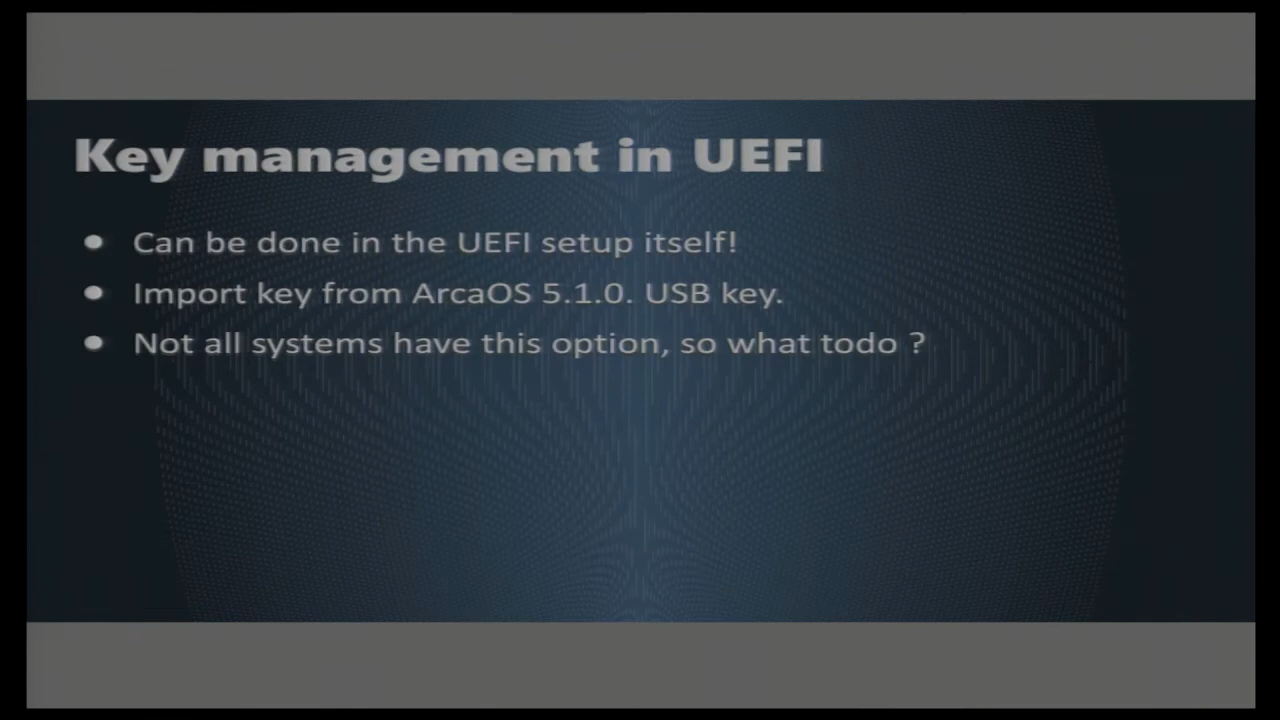 Key management in UEFI
● Can be done in the UEFI setup itself!
● Import key from ArcaOS 5.1.0. USB key.
● Not all systems have this option, so what todo ?